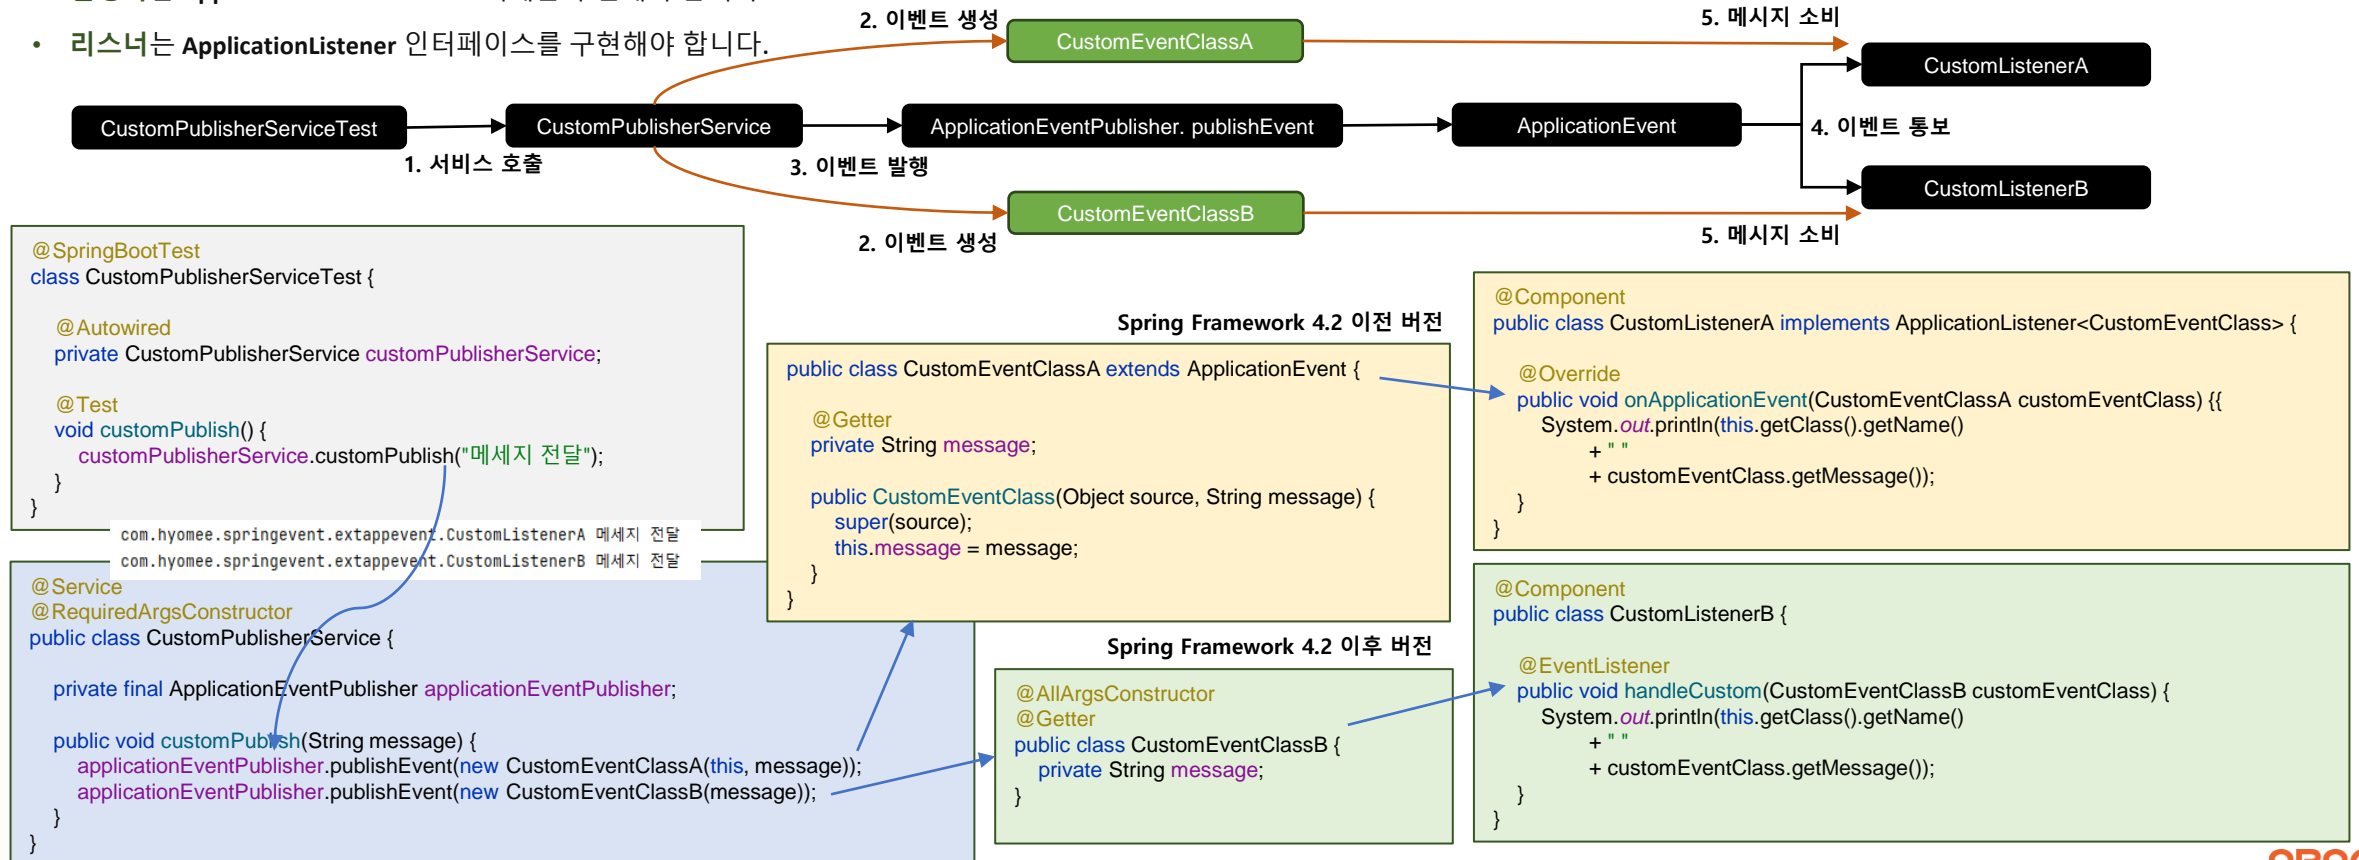 • 리스너는 ApplicationListener 인터페이스를 구현해야 합니다.
2. 이벤트 생성
CustomEventClassA
5. 메시지 소비
CustomListenerA
CustomPublisherServiceTest
CustomPublisherService
ApplicationEventPublisher. publishEvent
ApplicationEvent
4. 이벤트 통보
1. 서비스 호출
3. 이벤트 발행
CustomListenerB
CustomEventClassB
2. 이벤트 생성
5. 메시지 소비
@SpringBootTest
class CustomPublisherServiceTest {
@Autowired
private CustomPublisherService customPublisherService;
@Test
void customPublish() {
customPublisherService.customPublish("메세지 전달");
}
}
com.hyomee.springevent.extappevent.CustomListenerA 메세지 전달
com.hyomee.springevent.extappevent.CustomListenerB 메세지 전달
@Service
@RequiredArgsConstructor
public class CustomPublisherService {
private final ApplicationEventPublisher applicationEventPublisher;
public void customPublish(String message) {
applicationEventPublisher.publishEvent(new CustomEventClassA(this, message));
applicationEventPublisher.publishEvent(new CustomEventClassB(message));
}
}
Spring Framework 4.2 이전 버전
public class CustomEventClassA extends ApplicationEvent {
@Getter
private String message;
public CustomEventClass(Object source, String message) {
super(source);
this.message = message;
}
}
Spring Framework 4.2 이후 버전
@AllArgsConstructor
@Getter
public class CustomEventClassB {
private String message;
}
@Component
public class CustomListenerA implements ApplicationListener<CustomEventClass> {
@Override
public void onApplicationEvent(CustomEventClassA customEventClass) {{
System.out.println(this.getClass().getName()
+ " "
+ customEventClass.getMessage());
}
}
@Component
public class CustomListenerB {
@EventListener
public void handleCustom(CustomEventClassB customEventClass) {
System.out.println(this.getClass().getName()
+ " "
+ customEventClass.getMessage());
}
}